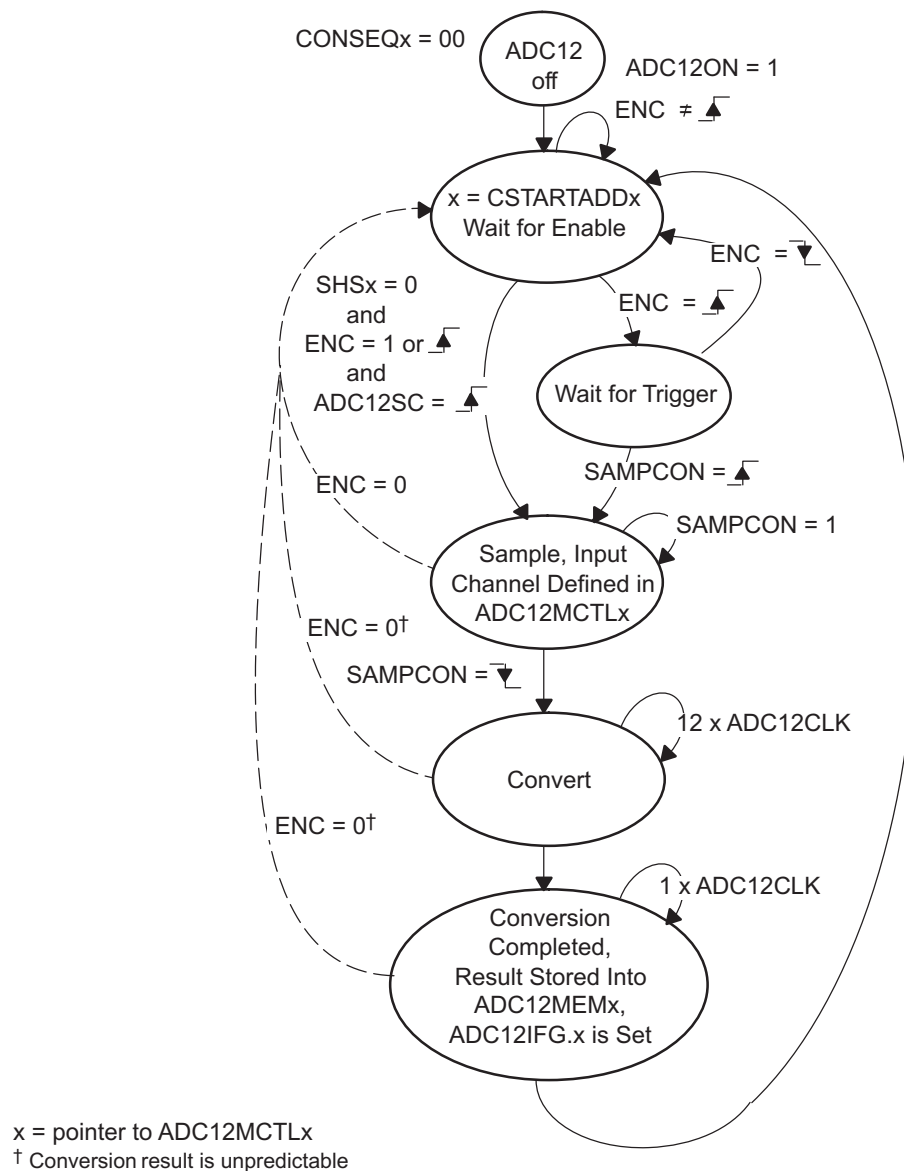 CONSEQx = 00
ADC12
off
ADC12ON = 1
ENC ≠
x = CSTARTADDx
Wait for Enable
ENC =
SHSx = 0
and
ENC = 1 or
and
ADC12SC =
ENC =
Wait for Trigger
SAMPCON =
ENC = 0
SAMPCON = 1
Sample, Input
Channel Defined in
ADC12MCTLx
ENC = 0†
SAMPCON =
12 x ADC12CLK
Convert
ENC = 0†
1 x ADC12CLK
Conversion
Completed,
Result Stored Into
ADC12MEMx,
ADC12IFG.x is Set
x = pointer to ADC12MCTLx
† Conversion result is unpredictable